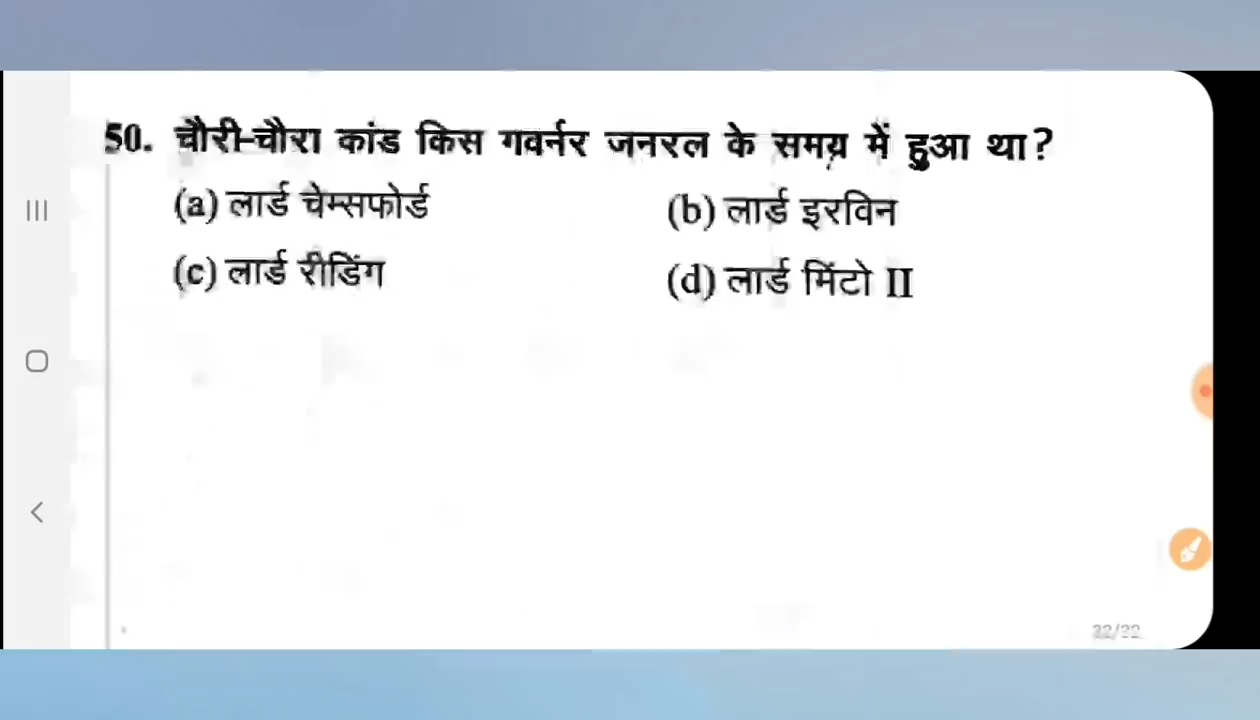 50. चौरी-चौरा कांड किस गवर्नर जनरल के समय में हुआ था?
(a) लार्ड चेम्सफोर्ड (b) लार्ड इरविन
(c) लार्ड रीडिंग (d) लार्ड मिंटो II
22/22